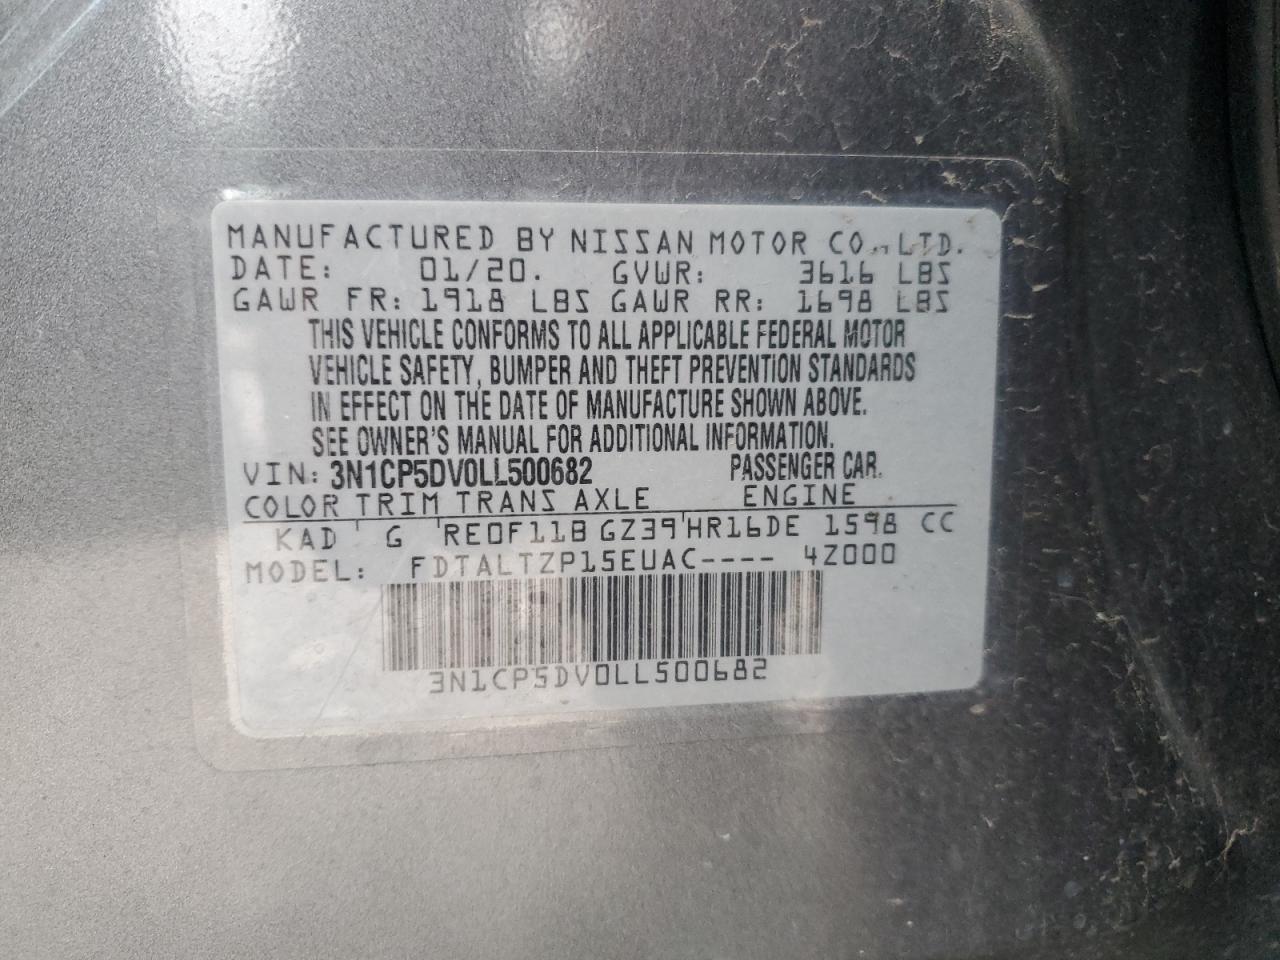 MANUFACTURED BY NISSAN MOTOR CO., LTD.
DATE: 01/20. GVWR: 3616 LBS
GAWR FR: 1918 LBS GAWR RR: 1698 LBS
THIS VEHICLE CONFORMS TO ALL APPLICABLE FEDERAL MOTOR
VEHICLE SAFETY, BUMPER AND THEFT PREVENTION STANDARDS
IN EFFECT ON THE DATE OF MANUFACTURE SHOWN ABOVE.
SEE OWNER'S MANUAL FOR ADDITIONAL INFORMATION.
VIN: 3N1CP5DV0LL500682 PASSENGER CAR.
COLOR TRIM TRANS AXLE ENGINE
KAD G RE0F11B GZ39 HR16DE 1598 CC
MODEL: FDTALTZP15EUAC---- 4Z000
3N1CP5DV0LL500682